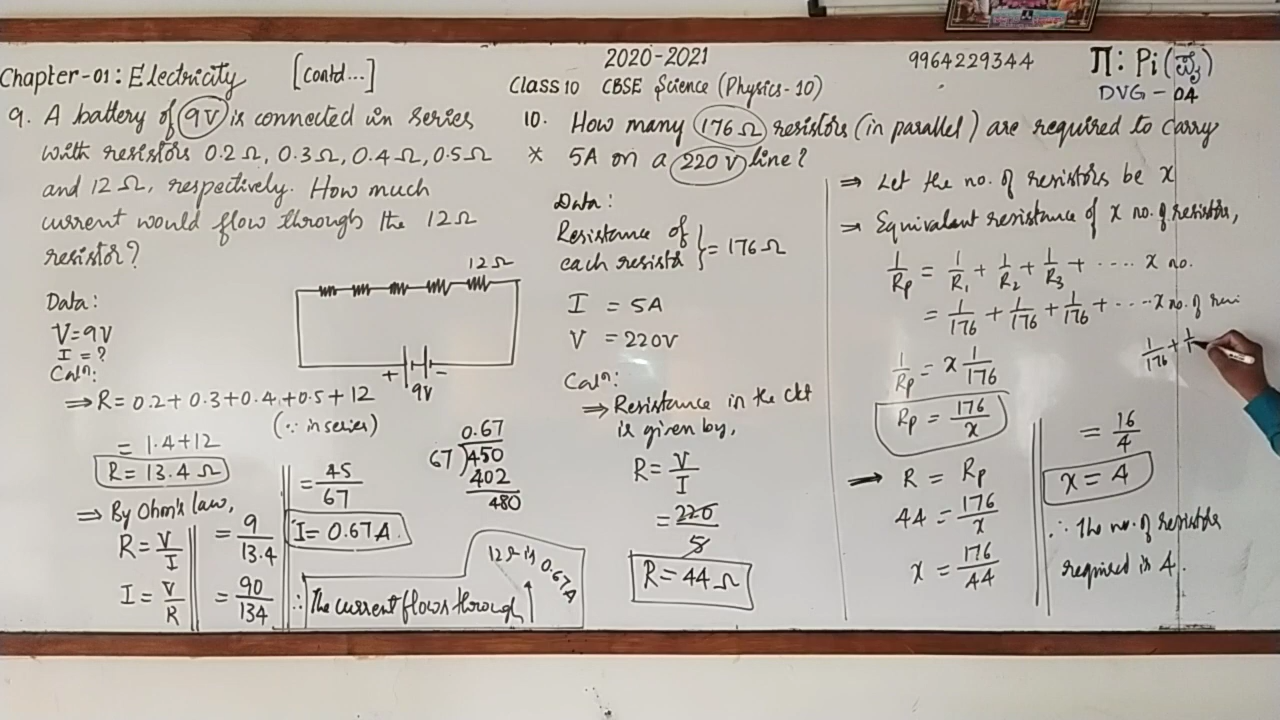 2020-2021
Chapter-01: Electricity [contd...]
Class 10 CBSE Science (Physics-10)
9964229344
Π: Pi (ಪೈ)
DVG - 04
9. A battery of 9V is connected in series
with resistors 0.2 Ω, 0.3 Ω, 0.4 Ω, 0.5 Ω
and 12 Ω, respectively. How much
current would flow through the 12 Ω
resistor?
12 Ω
Data:
V = 9V
I = ?
Calⁿ:
+ -
9V
⇒ R = 0.2 + 0.3 + 0.4 + 0.5 + 12
(∵ in series)
= 1.4 + 12
R = 13.4 Ω
⇒ By Ohm's law,
R = V/I
I = V/R
= 9/13.4
= 90/134
= 45/67
I = 0.67 A
0.67
67 )450
402
480
∴ The current flows through
12 Ω is 0.67 A
10. How many 176 Ω resistors (in parallel) are required to carry
* 5A on a 220 V line?
Data:
Resistance of
each resistor } = 176 Ω
I = 5A
V = 220V
Calⁿ:
⇒ Resistance in the ckt
is given by,
R = V/I
= 220/5
R = 44 Ω
⇒ Let the no. of resistors be x
⇒ Equivalent resistance of x no. of resistors,
1/Rp = 1/R₁ + 1/R₂ + 1/R₃ + .... x no.
= 1/176 + 1/176 + 1/176 + .... x no. of resi
1/176 + 1/
1/Rp = x 1/176
Rp = 176/x
⇒ R = Rp
44 = 176/x
x = 176/44
= 16/4
x = 4
∴ The no. of resistors
required is 4.